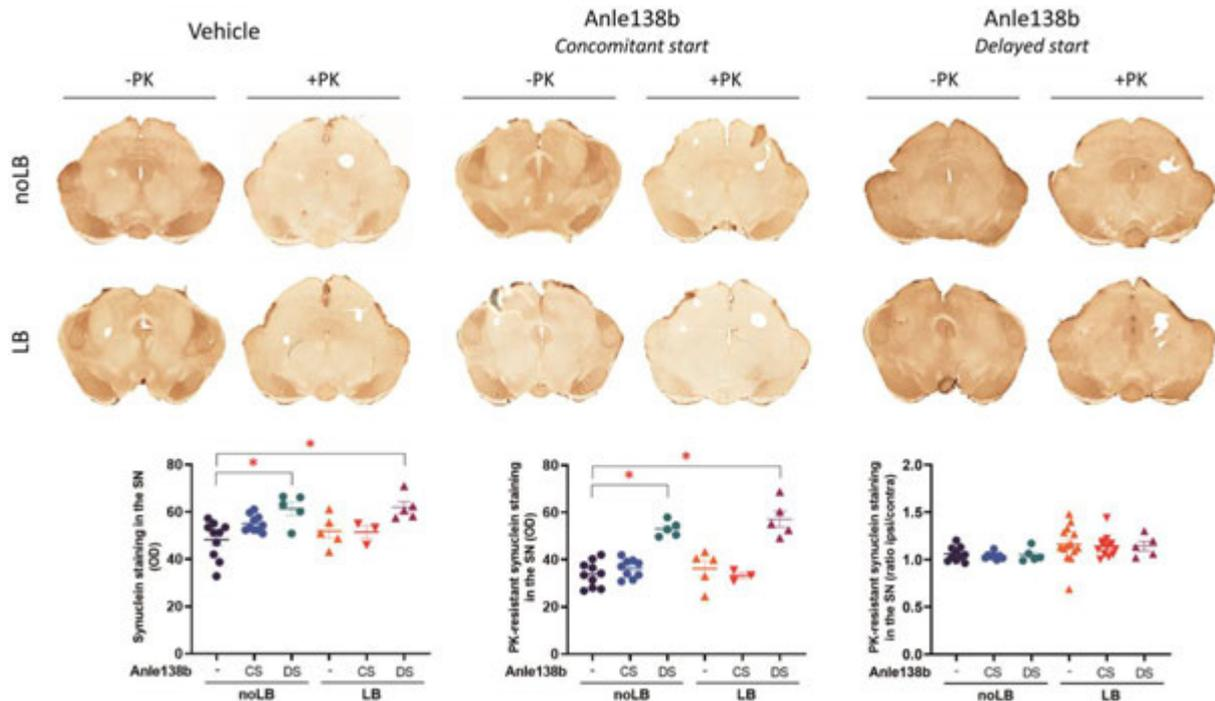 Vehicle
Anle138b
Concomitant start
Anle138b
Delayed start
-PK
+PK
-PK
+PK
-PK
+PK
noLB
LB
Synuclein staining in the SN
(OD)
80
60
40
20
0
*
*
Anle138b
-
CS
DS
-
CS
DS
noLB
LB
PK-resistant synuclein staining
in the SN (OD)
80
60
40
20
0
*
*
Anle138b
-
CS
DS
-
CS
DS
noLB
LB
PK-resistant synuclein staining
in the SN (ratio ipsi/contra)
2.0
1.5
1.0
0.5
0.0
Anle138b
-
CS
DS
-
CS
DS
noLB
LB